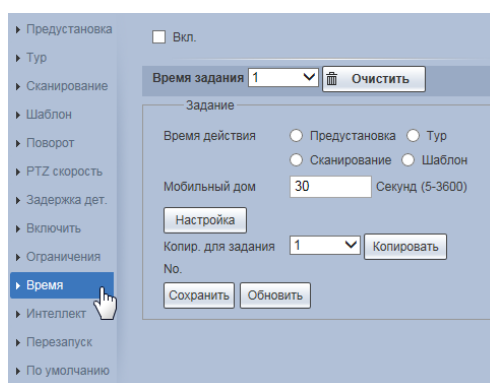 Предустановка
Тур
Сканирование
Шаблон
Поворот
PTZ скорость
Задержка дет.
Включить
Ограничения
Время
Интеллект
Перезапуск
По умолчанию
Вкл.
Время задания 1 Очистить
Задание
Время действия Предустановка Тур
Сканирование Шаблон
Мобильный дом 30 Секунд (5-3600)
Настройка
Копир. для задания 1 Копировать
No.
Сохранить Обновить